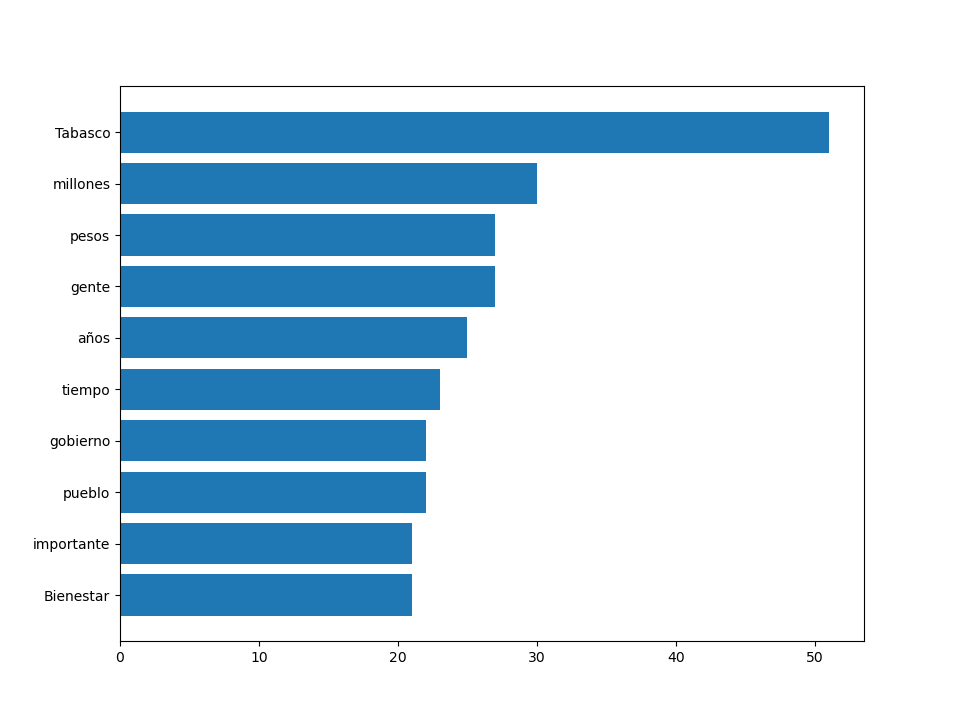 Tabasco
millones
pesos
gente
años
tiempo
gobierno
pueblo
importante
Bienestar
0 10 20 30 40 50